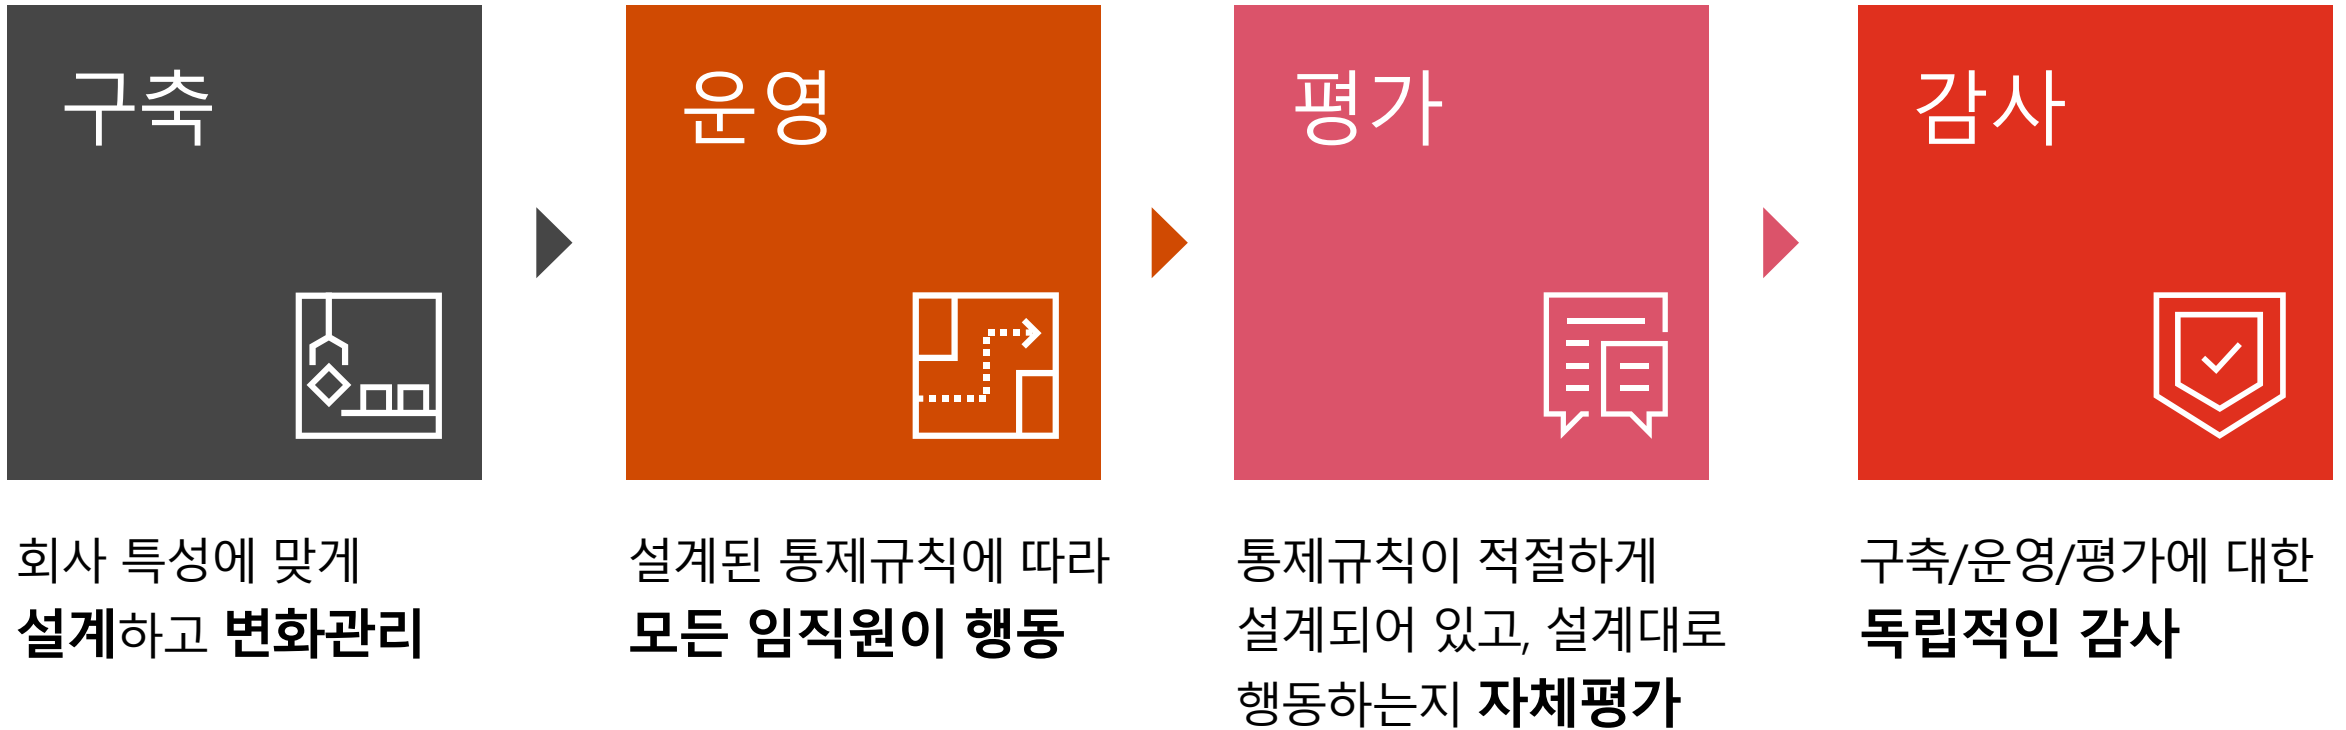 구축
회사 특성에 맞게
설계하고 변화관리
운영
설계된 통제규칙에 따라
모든 임직원이 행동
평가
통제규칙이 적절하게
설계되어 있고, 설계대로
행동하는지 자체평가
감사
구축/운영/평가에 대한
독립적인 감사